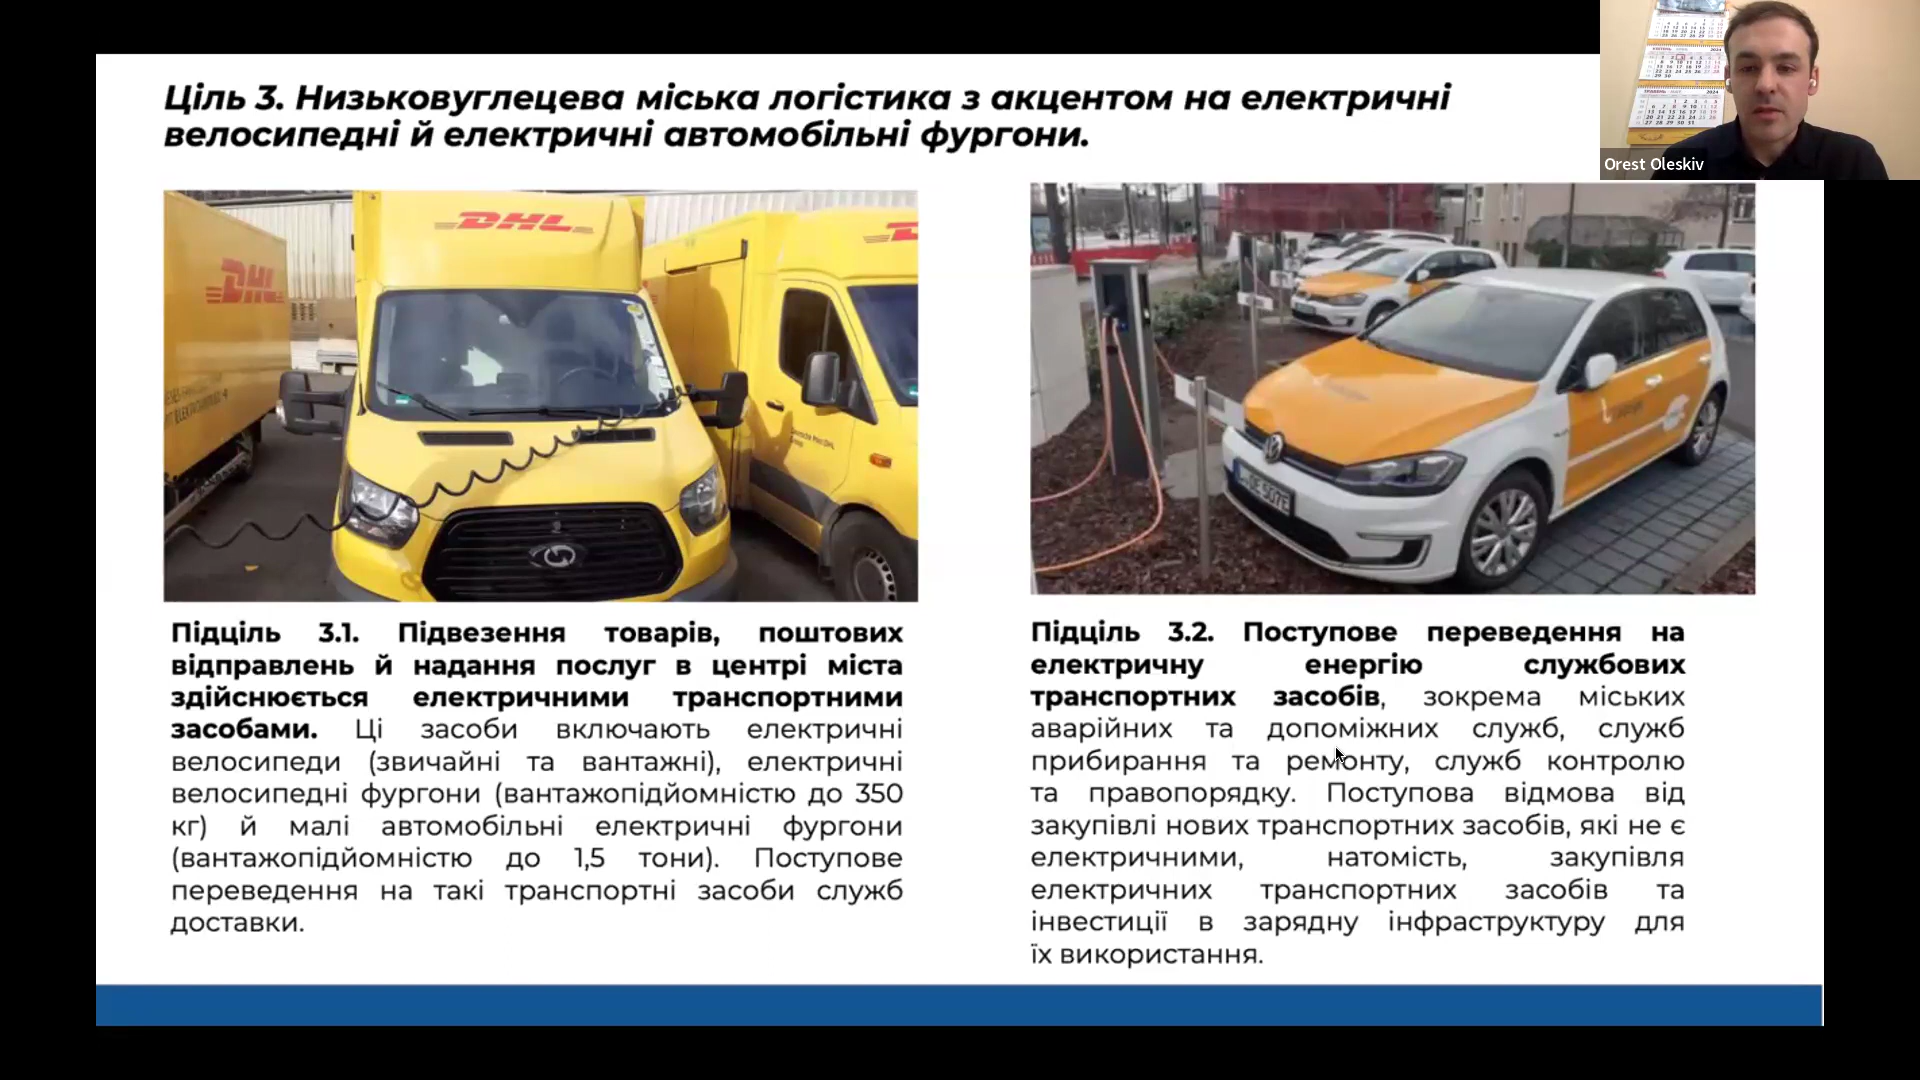 Ціль 3. Низьковуглецева міська логістика з акцентом на електричні
велосипедні й електричні автомобільні фургони.
Orest Oleskiv
DHL
DHL
Підціль 3.1. Підвезення товарів, поштових
відправлень й надання послуг в центрі міста
здійснюється електричними транспортними
засобами. Ці засоби включають електричні
велосипеди (звичайні та вантажні), електричні
велосипедні фургони (вантажопідйомністю до 350
кг) й малі автомобільні електричні фургони
(вантажопідйомністю до 1,5 тони). Поступове
переведення на такі транспортні засоби служб
доставки.
Підціль 3.2. Поступове переведення на
електричну енергію службових
транспортних засобів, зокрема міських
аварійних та допоміжних служб, служб
прибирання та ремонту, служб контролю
та правопорядку. Поступова відмова від
закупівлі нових транспортних засобів, які не є
електричними, натомість, закупівля
електричних транспортних засобів та
інвестиції в зарядну інфраструктуру для
їх використання.